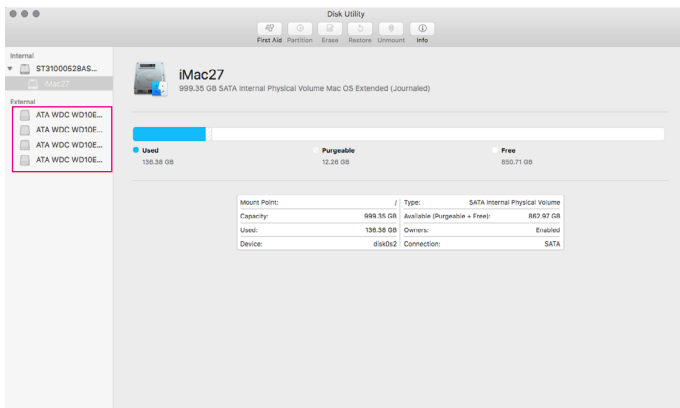 Disk Utility
First Aid Partition Erase Restore Unmount Info
Internal
ST31000528AS...
iMac27
External
ATA WDC WD10E...
ATA WDC WD10E...
ATA WDC WD10E...
ATA WDC WD10E...
iMac27
999.35 GB SATA Internal Physical Volume Mac OS Extended (Journaled)
Used Purgeable Free
136.38 GB 12.26 GB 850.71 GB
Mount Point: / Type: SATA Internal Physical Volume
Capacity: 999.35 GB Available (Purgeable + Free): 862.97 GB
Used: 136.38 GB Owners: Enabled
Device: disk0s2 Connection: SATA